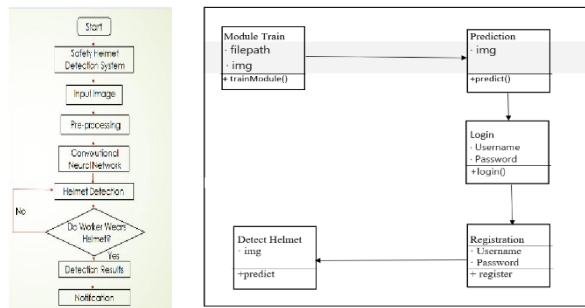 Start
Safety Helmet
Detection System
Input Image
Pre-processing
Convoutional
Neural Network
Helmet Detection
No
Do Worker Wears
Helmet?
Yes
Detection Results
Notification
Module Train
· filepath
· img
+ trainModule()
Prediction
· img
+predict()
Login
· Username
· Password
+login()
Registration
- Username
- Password
+ register
Detect Helmet
- img
+predict